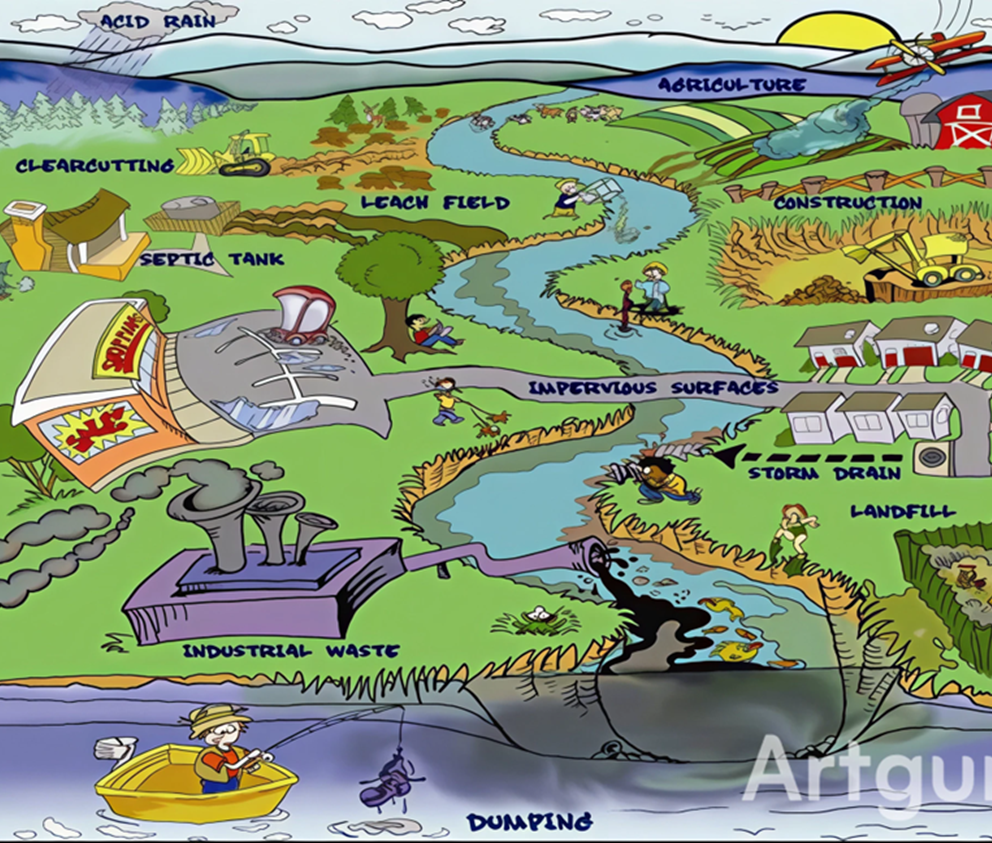 ACID RAIN
AGRICULTURE
CLEARCUTTING
LEACH FIELD
CONSTRUCTION
SEPTIC TANK
SHOPPING
SALE!
IMPERVIOUS SURFACES
STORM DRAIN
LANDFILL
INDUSTRIAL WASTE
Artgur
DUMPING